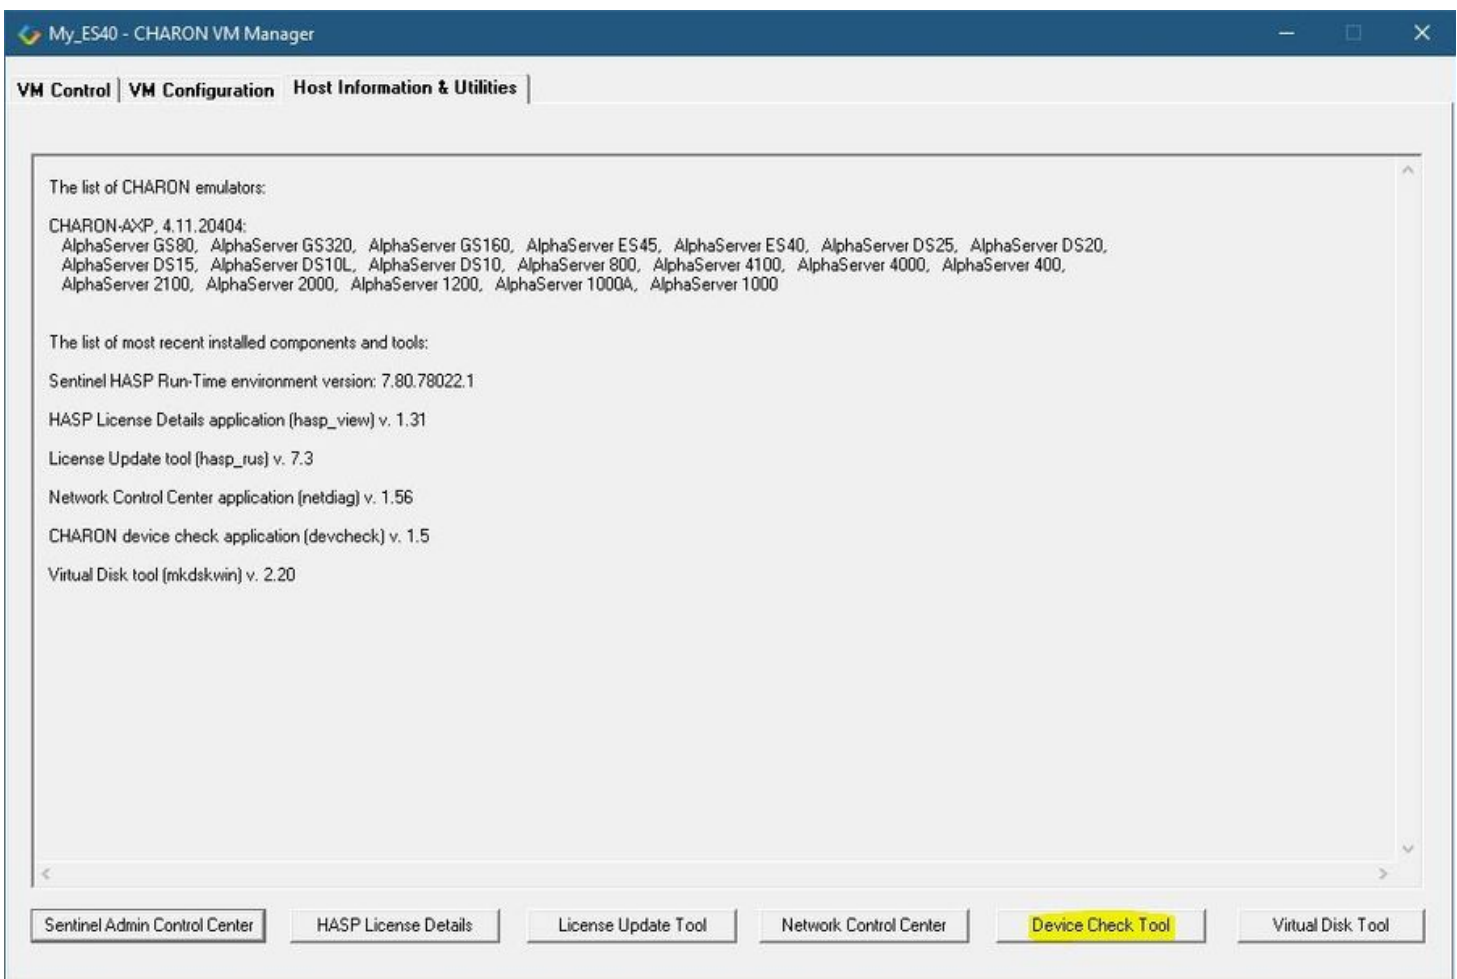 My_ES40 - CHARON VM Manager
VM Control VM Configuration Host Information & Utilities
The list of CHARON emulators:
CHARON-AXP, 4.11.20404:
AlphaServer GS80, AlphaServer GS320, AlphaServer GS160, AlphaServer ES45, AlphaServer ES40, AlphaServer DS25, AlphaServer DS20,
AlphaServer DS15, AlphaServer DS10L, AlphaServer DS10, AlphaServer 800, AlphaServer 4100, AlphaServer 4000, AlphaServer 400,
AlphaServer 2100, AlphaServer 2000, AlphaServer 1200, AlphaServer 1000A, AlphaServer 1000
The list of most recent installed components and tools:
Sentinel HASP Run-Time environment version: 7.80.78022.1
HASP License Details application (hasp_view) v. 1.31
License Update tool (hasp_rus) v. 7.3
Network Control Center application (netdiag) v. 1.56
CHARON device check application (devcheck) v. 1.5
Virtual Disk tool (mkdskwin) v. 2.20
Sentinel Admin Control Center HASP License Details License Update Tool Network Control Center Device Check Tool Virtual Disk Tool